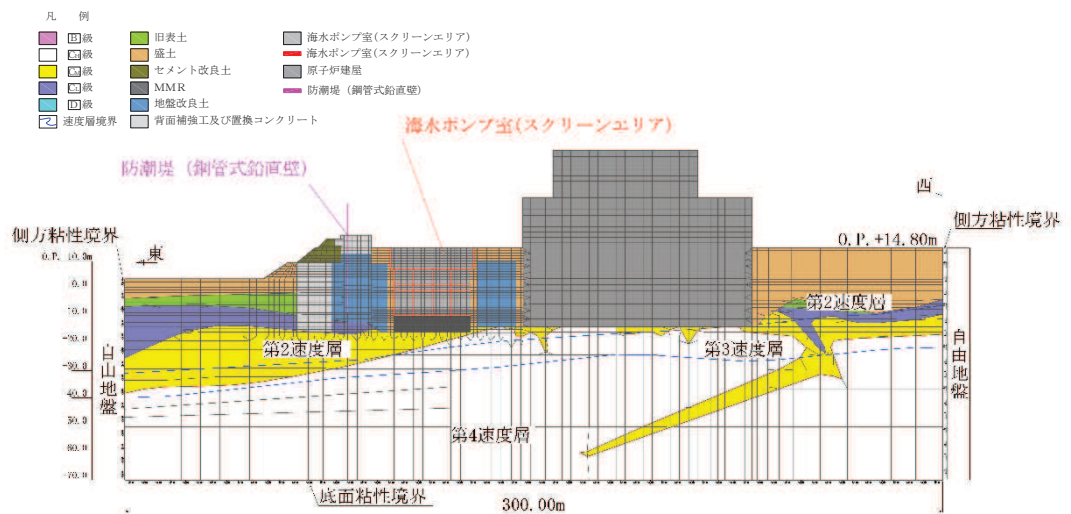 凡 例
B級
CH級
CM級
CL級
D級
速度層境界
旧表土
盛土
セメント改良土
MMR
地盤改良土
背面補強工及び置換コンクリート
海水ポンプ室(スクリーンエリア)
海水ポンプ室(スクリーンエリア)
原子炉建屋
防潮堤 (鋼管式鉛直壁)
海水ポンプ室(スクリーンエリア)
防潮堤 (鋼管式鉛直壁)
西
側方粘性境界
側方粘性境界
東
O.P. +14.80m
0.0
-10.0
第2速度層
第2速度層
第3速度層
自由地盤
自由地盤
第4速度層
-60.0
-70.0
底面粘性境界
300.00m